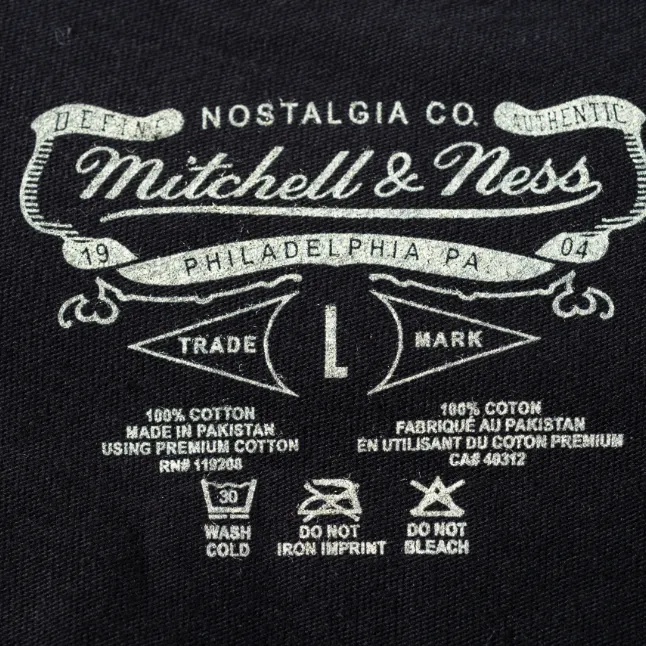 DEFINE NOSTALGIA CO. AUTHENTIC
Mitchell & Ness
19 PHILADELPHIA, PA. 04
TRADE L MARK
100% COTTON
MADE IN PAKISTAN
USING PREMIUM COTTON
RN# 119208
100% COTON
FABRIQUÉ AU PAKISTAN
EN UTILISANT DU COTON PREMIUM
CA# 40312
30
WASH
COLD
DO NOT
IRON IMPRINT
DO NOT
BLEACH